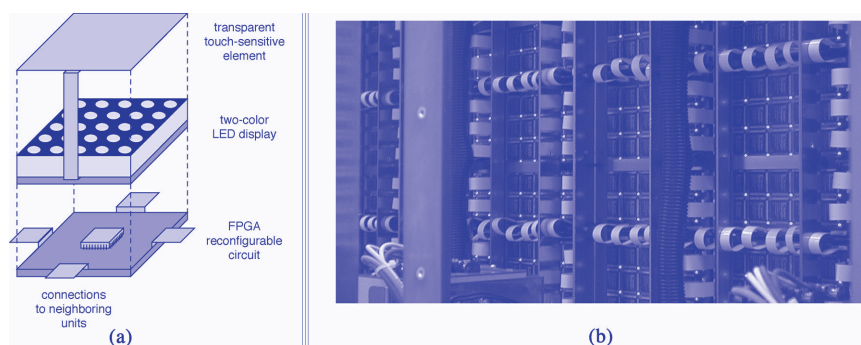 transparent
touch-sensitive
element
two-color
LED display
FPGA
reconfigurable
circuit
connections
to neighboring
units
(a)
(b)